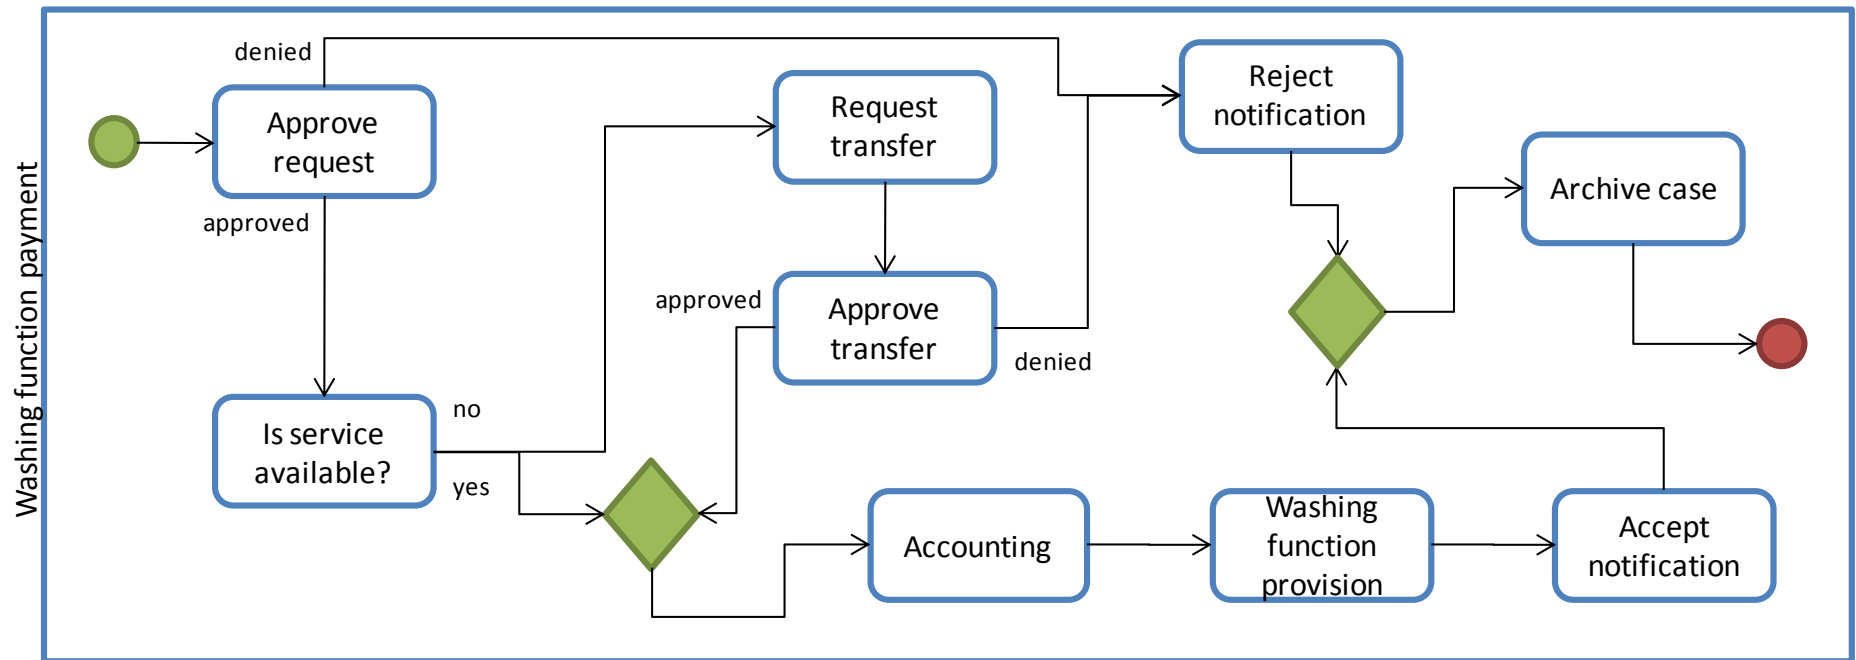 Washing function payment
denied
Approve
request
approved
Is service
available?
no
yes
Request
transfer
approved
Approve
transfer
denied
Reject
notification
Archive case
Accounting
Washing
function
provision
Accept
notification